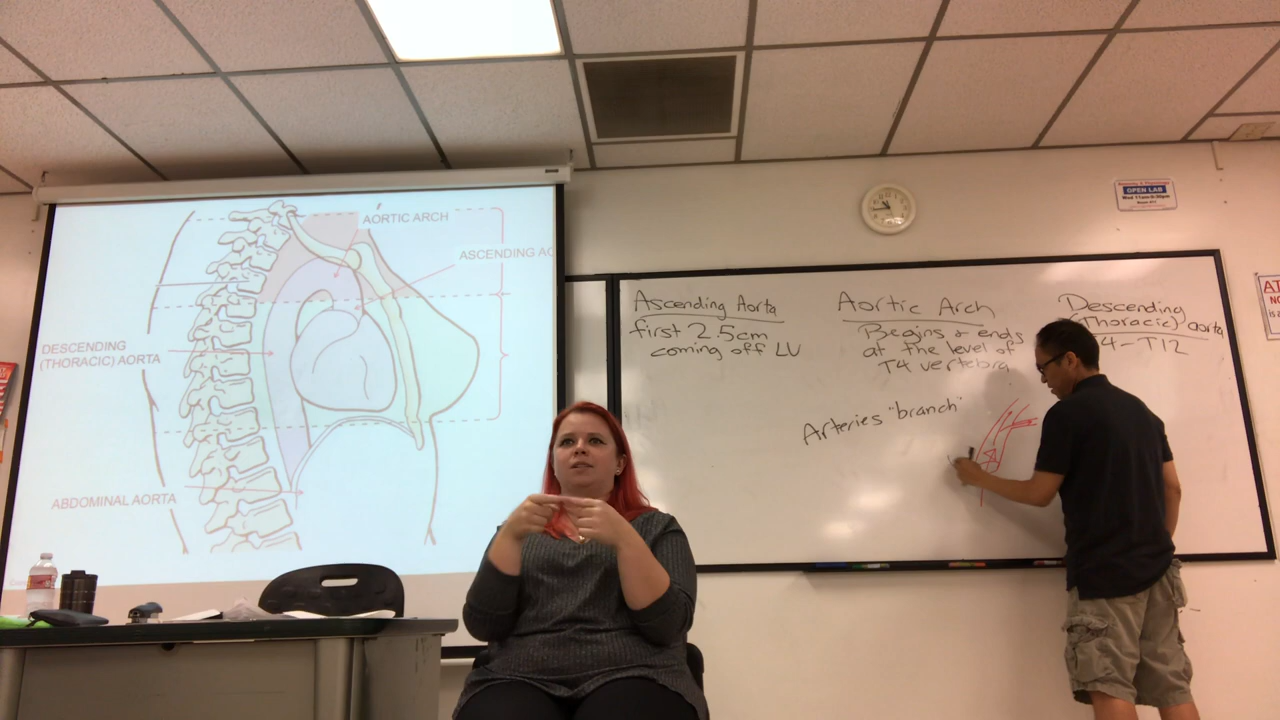 AORTIC ARCH
ASCENDING AO
DESCENDING
(THORACIC) AORTA
ABDOMINAL AORTA
OPEN LAB
Ascending Aorta
first 2.5cm
coming off LV
Aortic Arch
Begins & ends
at the level of
T4 vertebra
Descending
(Thoracic) aorta
4-T12
Arteries "branch"